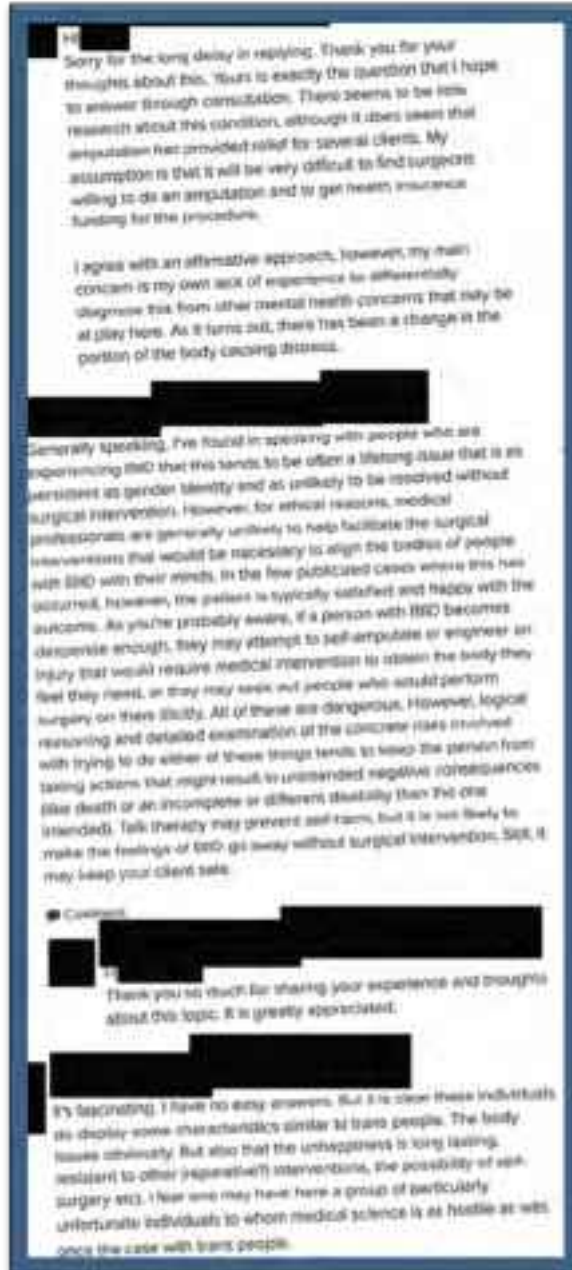 Hi
Sorry for the long delay in replying. Thank you for your
thoughts about this. Yours is exactly the question that I hope
to answer through consultation. There seems to be little
research about this condition, although it does seem that
amputation has provided relief for several clients. My
assumption is that it will be very difficult to find surgeons
willing to do an amputation and to get health insurance
funding for the procedure.
I agree with an affirmative approach, however, my main
concern is my own lack of experience to differentially
diagnose this from other mental health concerns that may be
at play here. As it turns out, there has been a change in the
portion of the body causing distress.
Generally speaking, I've found in speaking with people who are
experiencing BIID that this tends to be often a lifelong issue that is as
persistent as gender identity and as unlikely to be resolved without
surgical intervention. However, for ethical reasons, medical
professionals are generally unlikely to help facilitate the surgical
interventions that would be necessary to align the bodies of people
with BIID with their minds. In the few publicized cases where this has
occurred, however, the patient is typically satisfied and happy with the
outcome. As you're probably aware, if a person with BIID becomes
desperate enough, they may attempt to self-amputate or engineer an
injury that would require medical intervention to obtain the body they
feel they need, or they may seek out people who would perform
surgery on them illicitly. All of these are dangerous. However, logical
reasoning and detailed examination of the concrete risks involved
with trying to do either of these things tends to keep the person from
taking actions that might result in unintended negative consequences
(like death or an incomplete or different disability than the one
intended). Talk therapy may prevent self-harm, but it is not likely to
make the feelings of BIID go away without surgical intervention. Still, it
may keep your client safe.
Comment
Thank you so much for sharing your experience and thoughts
about this topic. It is greatly appreciated.
It's fascinating. I have no easy answers. But it is clear these individuals
do display some characteristics similar to trans people. The body
issues obviously. But also that the unhappiness is long lasting,
resistant to other (reparative?) interventions, the possibility of self-
surgery etc). I fear one may have here a group of particularly
unfortunate individuals to whom medical science is as hostile as was
once the case with trans people.